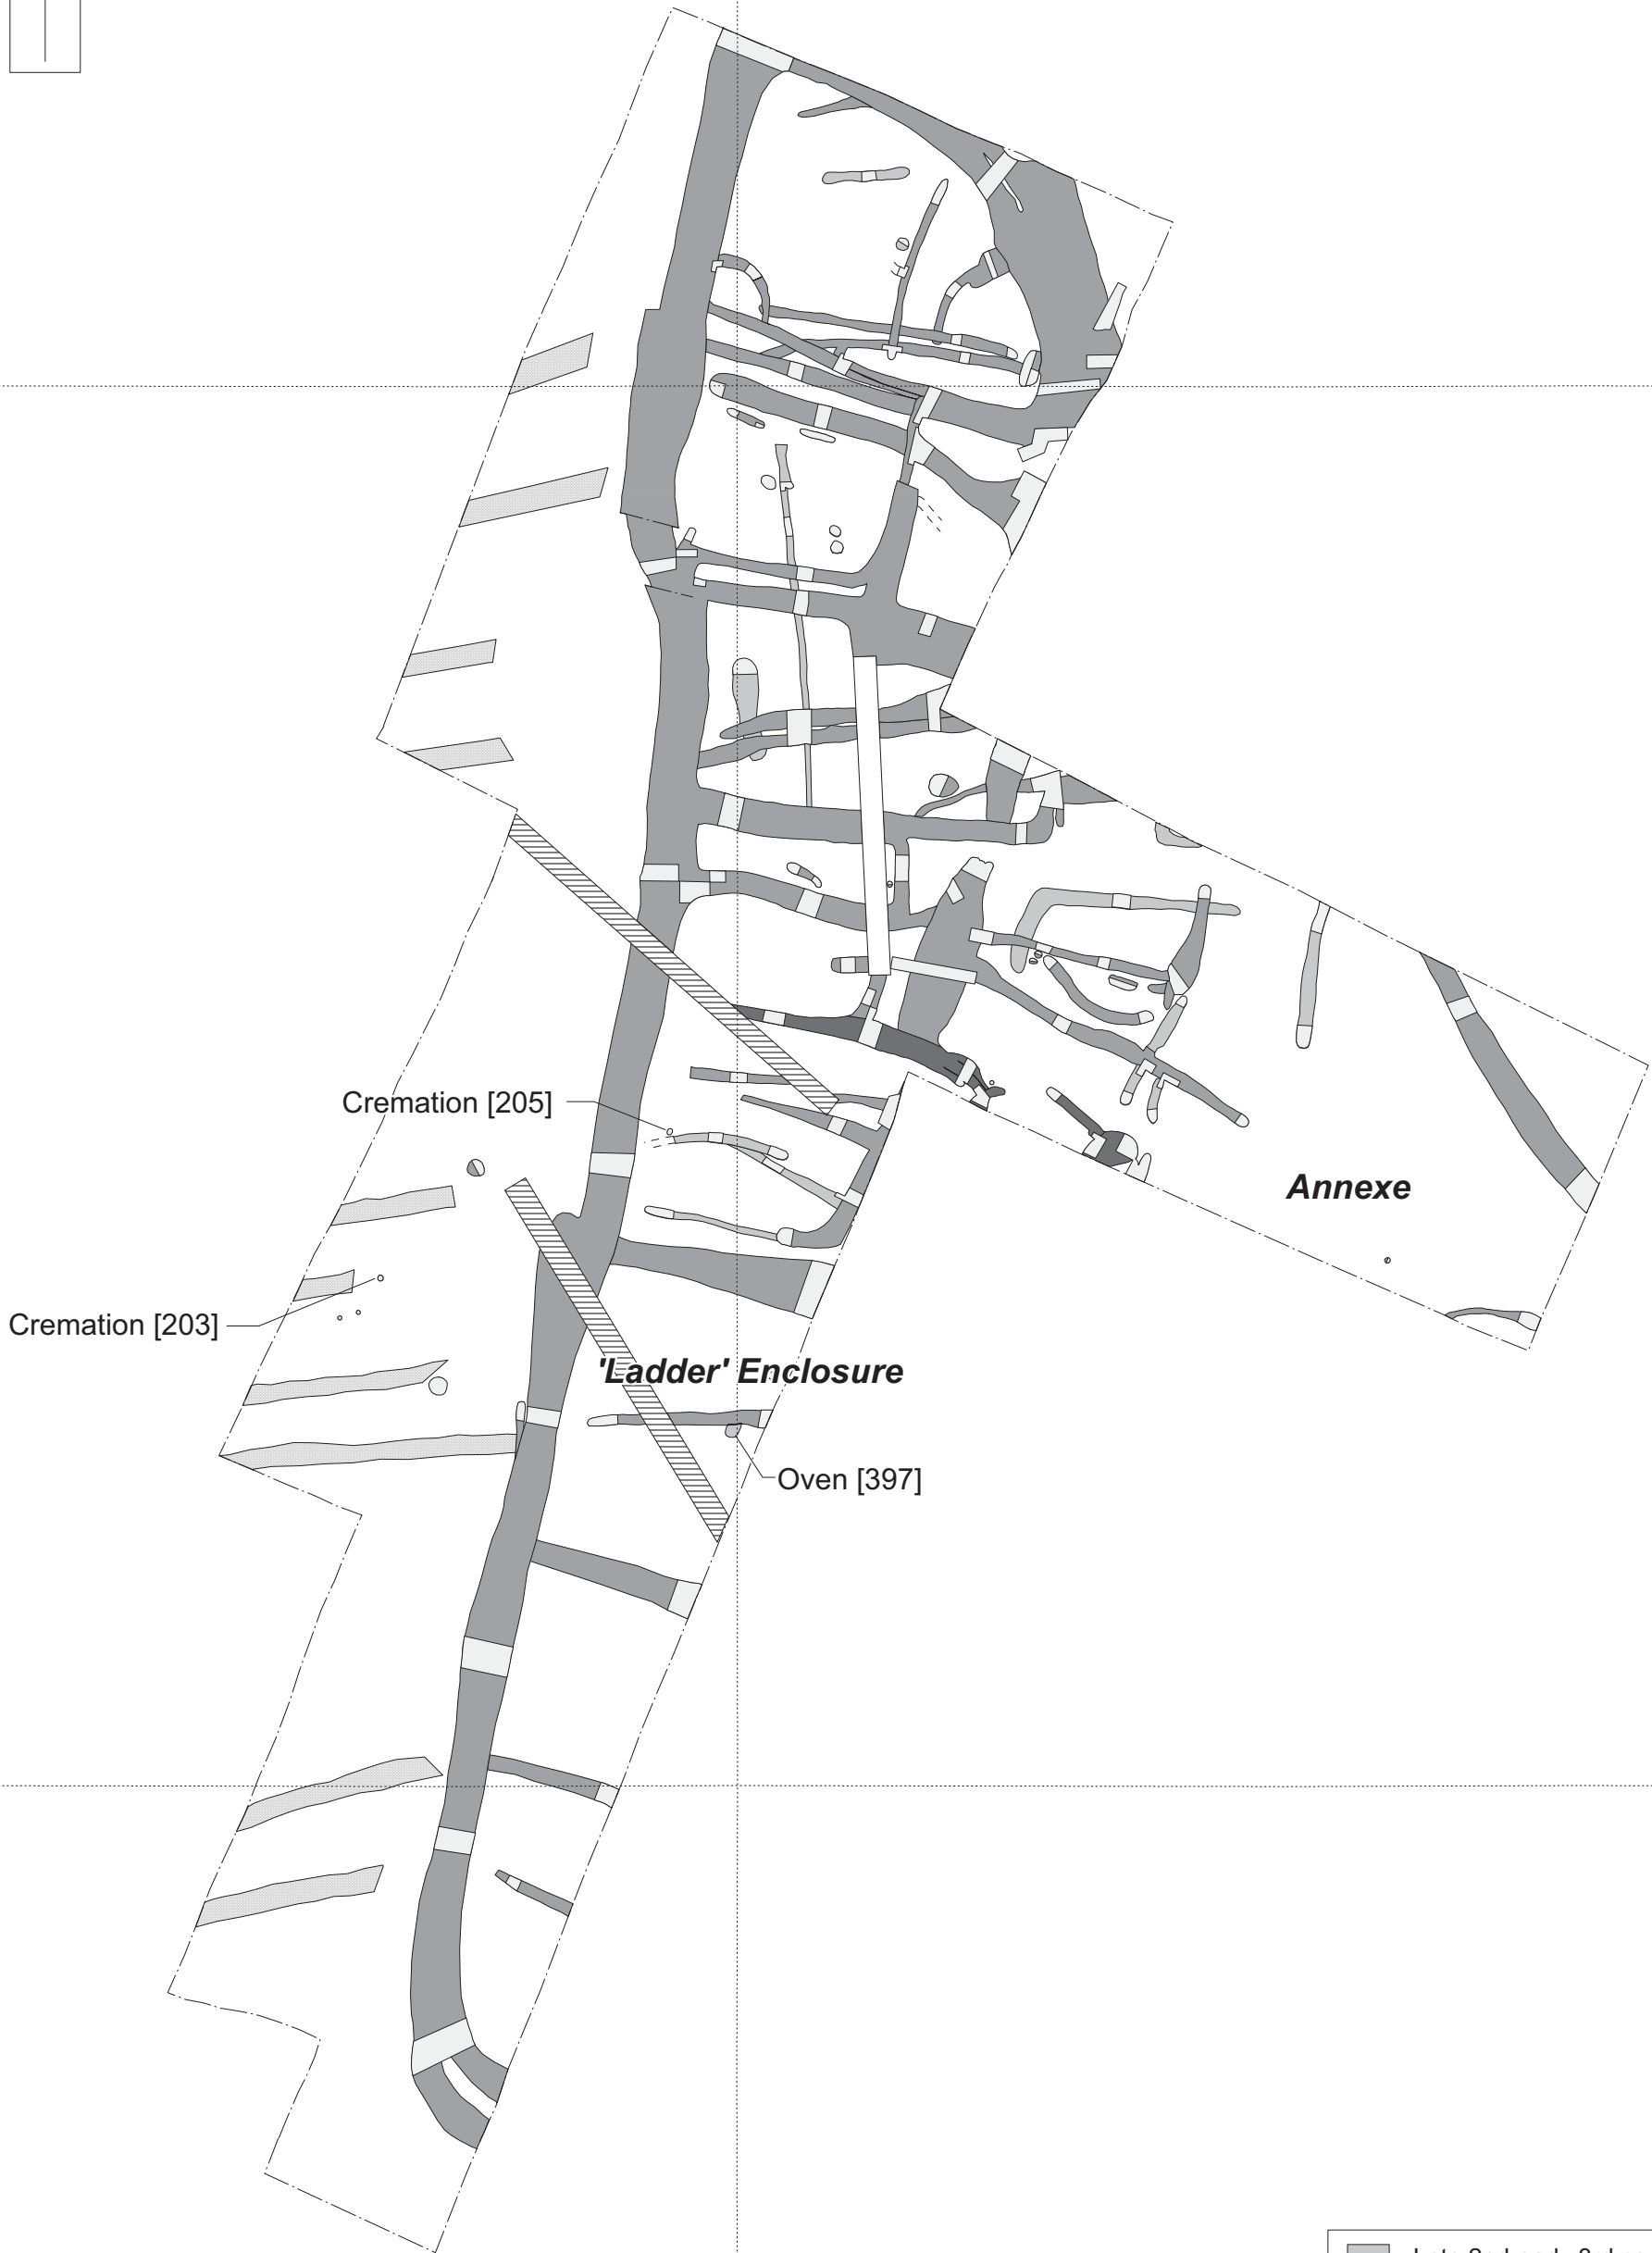 Cremation [205]
Annexe
Cremation [203]
'Ladder' Enclosure
Oven [397]